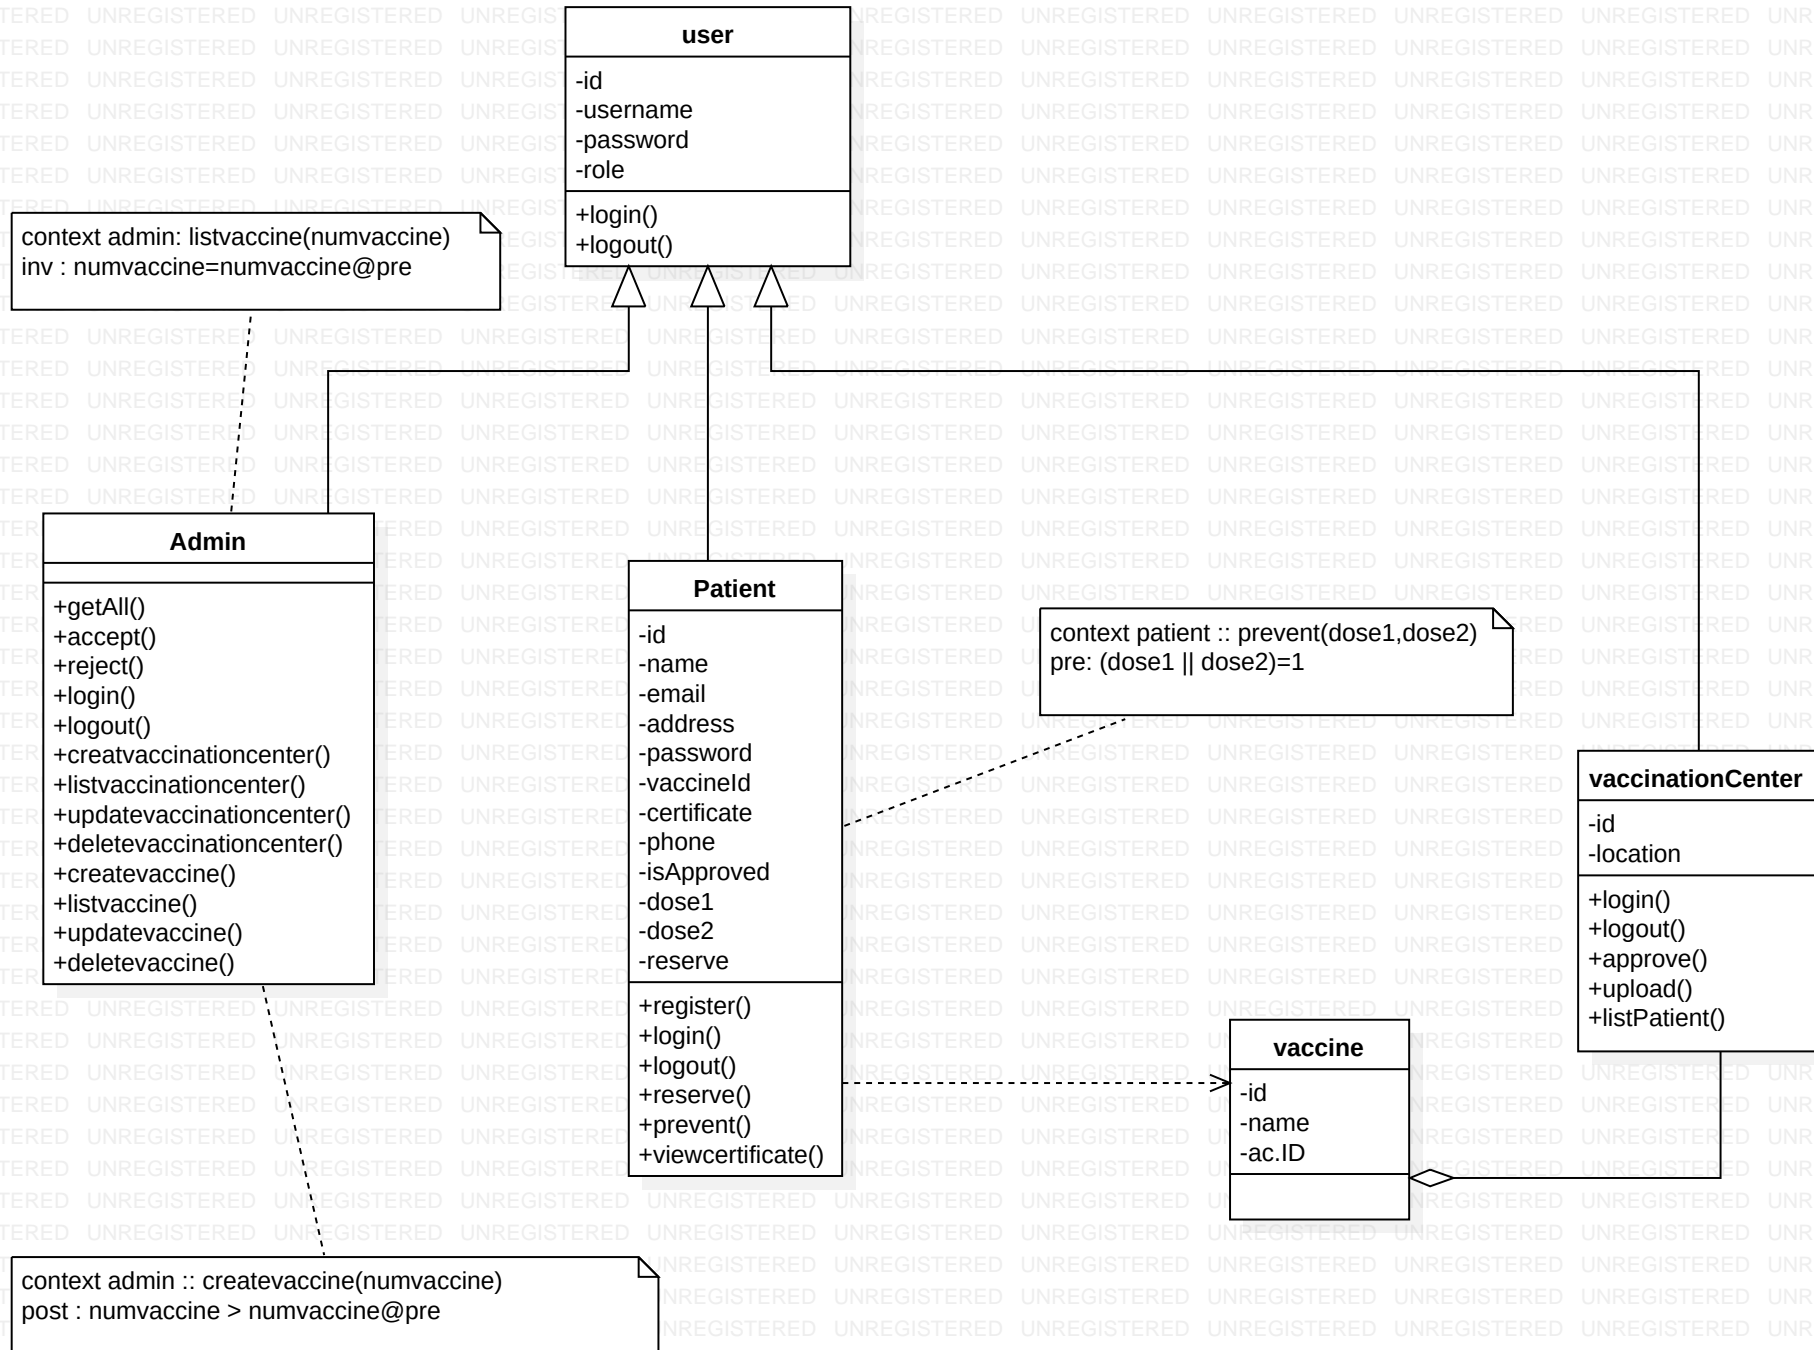 user
-id
-username
-password
-role
+login()
+logout()
context admin: listvaccine(numvaccine)
inv : numvaccine=numvaccine@pre
Admin
+getAll()
+accept()
+reject()
+login()
+logout()
+creatvaccinationcenter()
+listvaccinationcenter()
+updatevaccinationcenter()
+deletevaccinationcenter()
+createvaccine()
+listvaccine()
+updatevaccine()
+deletevaccine()
Patient
-id
-name
-email
-address
-password
-vaccineId
-certificate
-phone
-isApproved
-dose1
-dose2
-reserve
+register()
+login()
+logout()
+reserve()
+prevent()
+viewcertificate()
context patient :: prevent(dose1,dose2)
pre: (dose1 || dose2)=1
vaccinationCenter
-id
-location
+login()
+logout()
+approve()
+upload()
+listPatient()
vaccine
-id
-name
-ac.ID
context admin :: createvaccine(numvaccine)
post : numvaccine > numvaccine@pre
UNREGISTERED